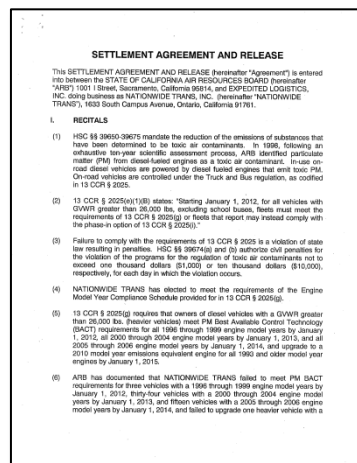 SETTLEMENT AGREEMENT AND RELEASE
This SETTLEMENT AGREEMENT AND RELEASE (hereinafter "Agreement") is entered
into between the STATE OF CALIFORNIA AIR RESOURCES BOARD (hereinafter
"ARB") 1001 I Street, Sacramento, California 95814, and EXPEDITED LOGISTICS,
INC. doing business as NATIONWIDE TRANS, INC. (hereinafter "NATIONWIDE
TRANS"), 1633 South Campus Avenue, Ontario, California 91761.
I. RECITALS
(1) HSC §§ 39650-39675 mandate the reduction of the emissions of substances that
have been determined to be toxic air contaminants. In 1998, following an
exhaustive ten-year scientific assessment process, ARB identified particulate
matter (PM) from diesel-fueled engines as a toxic air contaminant. In-use on-
road diesel vehicles are powered by diesel fueled engines that emit toxic PM.
On-road vehicles are controlled under the Truck and Bus regulation, as codified
in 13 CCR § 2025.
(2) 13 CCR § 2025(e)(1)(B) states: "Starting January 1, 2012, for all vehicles with
GVWR greater than 26,000 lbs, excluding school buses, fleets must meet the
requirements of 13 CCR § 2025(g) or fleets that report may instead comply with
the phase-in option of 13 CCR § 2025(i)."
(3) Failure to comply with the requirements of 13 CCR § 2025 is a violation of state
law resulting in penalties. HSC §§ 39674(a) and (b) authorize civil penalties for
the violation of the programs for the regulation of toxic air contaminants not to
exceed one thousand dollars ($1,000) or ten thousand dollars ($10,000),
respectively, for each day in which the violation occurs.
(4) NATIONWIDE TRANS has elected to meet the requirements of the Engine
Model Year Compliance Schedule provided for in 13 CCR § 2025(g).
(5) 13 CCR § 2025(g) requires that owners of diesel vehicles with a GVWR greater
than 26,000 lbs. (heavier vehicles) meet PM Best Available Control Technology
(BACT) requirements for all 1996 through 1999 engine model years by January
1, 2012, all 2000 through 2004 engine model years by January 1, 2013, and all
2005 through 2006 engine model years by January 1, 2014, and upgrade to a
2010 model year emissions equivalent engine for all 1993 and older model year
engines by January 1, 2015.
(6) ARB has documented that NATIONWIDE TRANS failed to meet PM BACT
requirements for three vehicles with a 1996 through 1999 engine model years by
January 1, 2012, thirty-four vehicles with a 2000 through 2004 engine model
years by January 1, 2013, and fifteen vehicles with a 2005 through 2006 engine
model years by January 1, 2014, and failed to upgrade one heavier vehicle with a